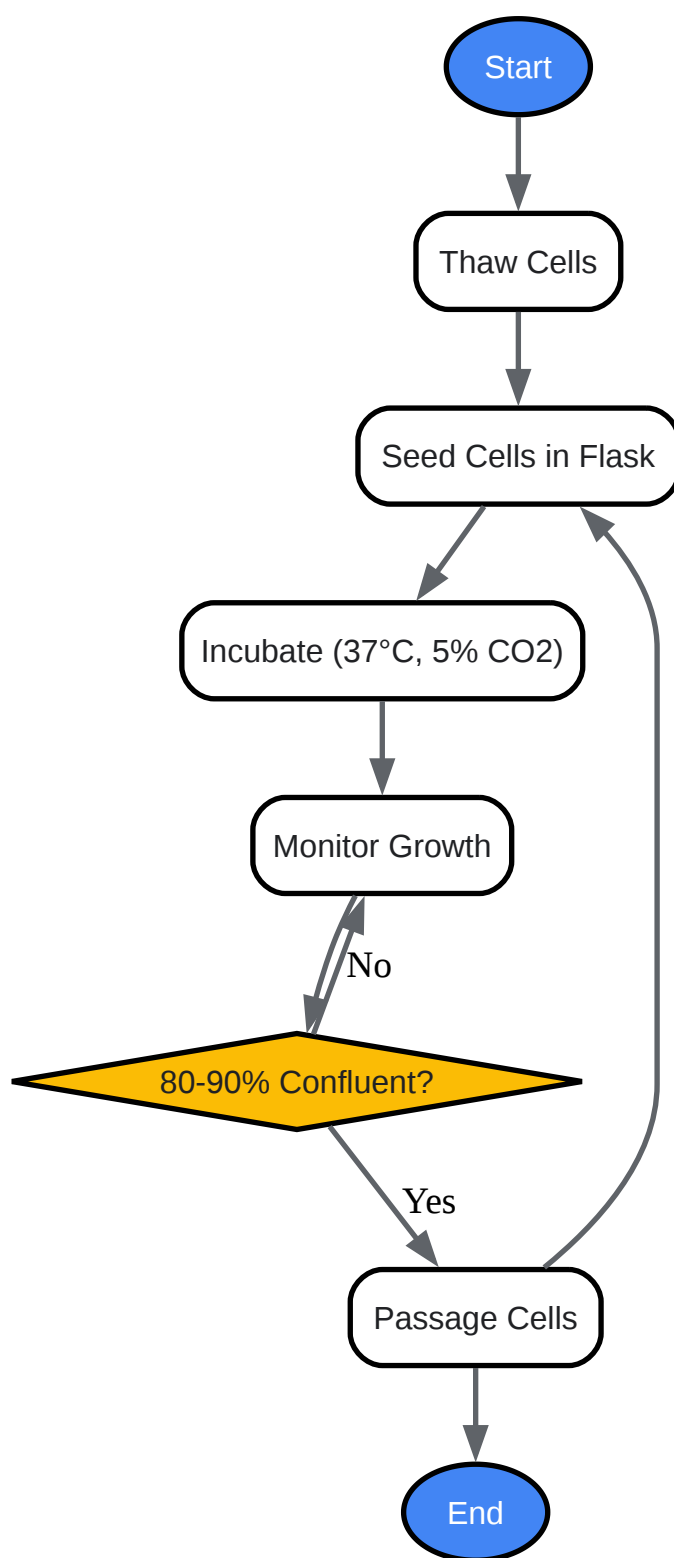 Start
Thaw Cells
Seed Cells in Flask
Incubate (37°C, 5% CO2)
Monitor Growth
No
80-90% Confluent?
Yes
Passage Cells
End